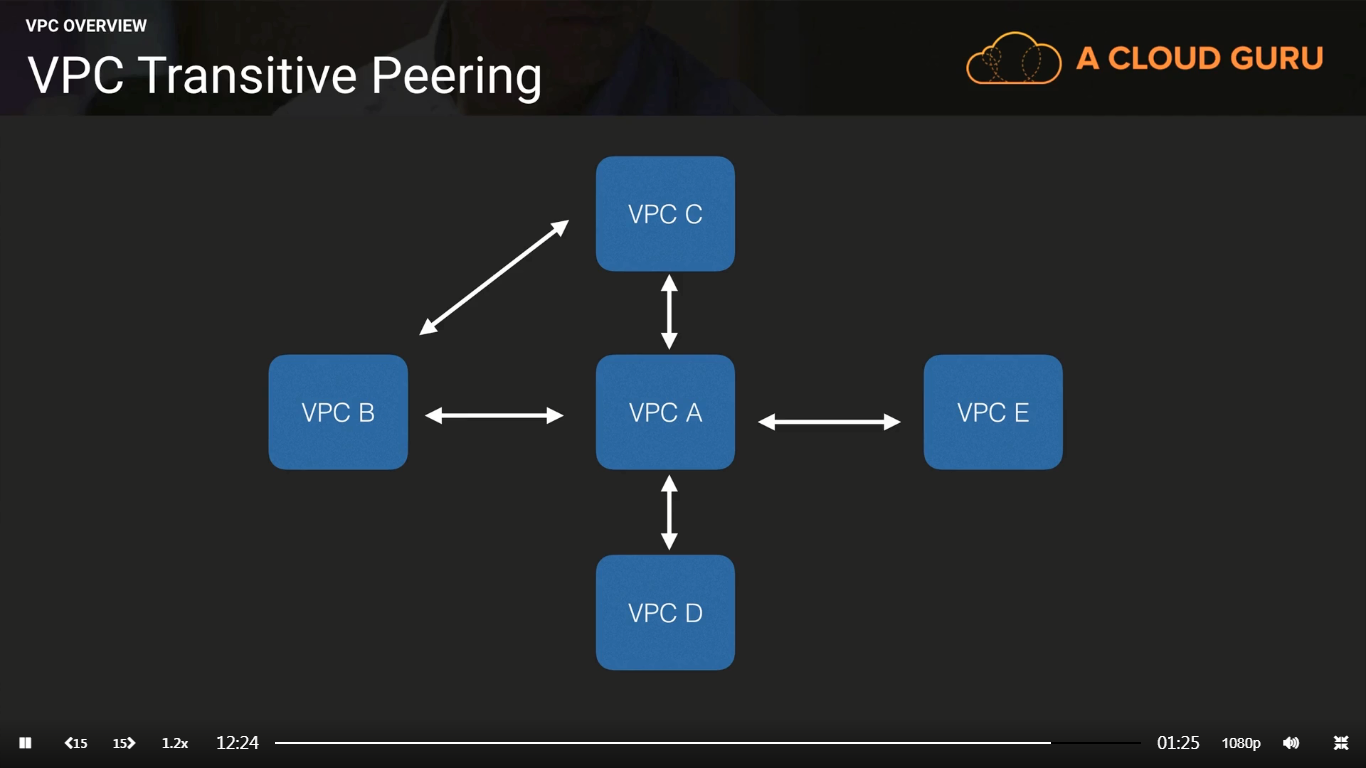 VPC OVERVIEW
VPC Transitive Peering
A CLOUD GURU
VPC C
VPC B
VPC A
VPC E
VPC D
15
15
1.2x
12:24
01:25
1080p